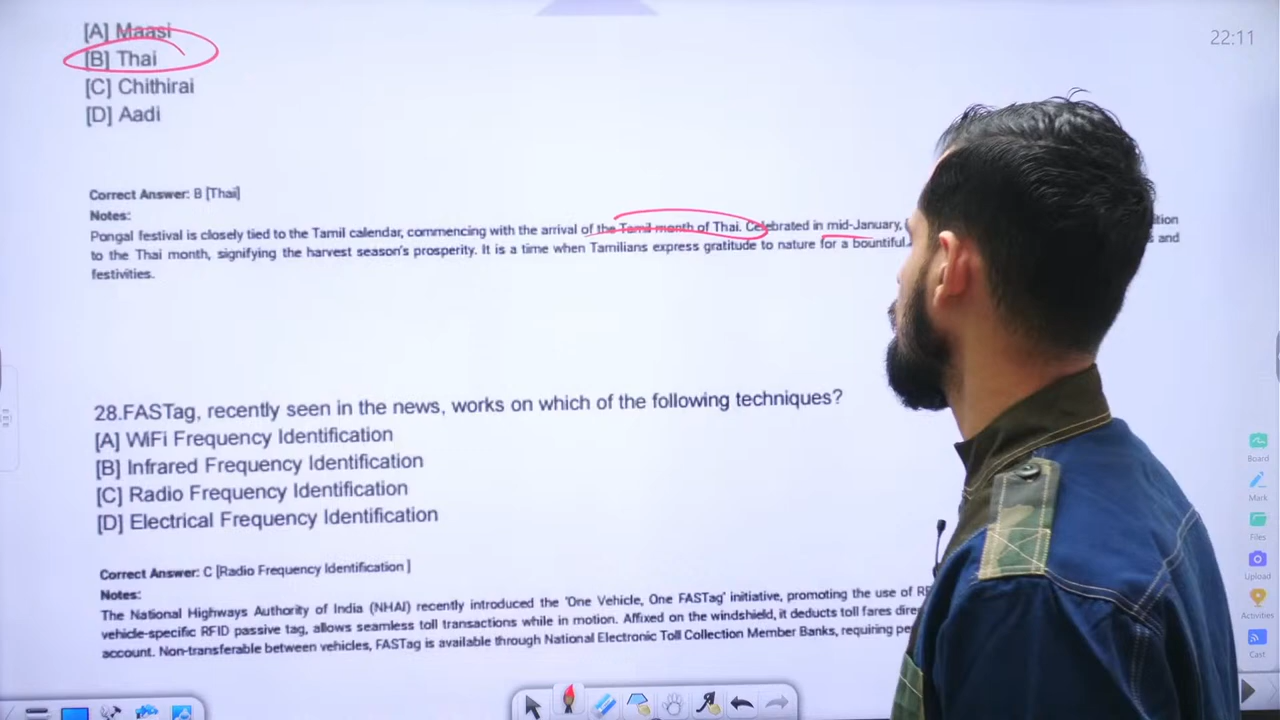 [A] Maasi
22:11
[B] Thai
[C] Chithirai
[D] Aadi
Correct Answer: B [Thai]
Notes:
Pongal festival is closely tied to the Tamil calendar, commencing with the arrival of the Tamil month of Thai. Celebrated in mid-January,
to the Thai month, signifying the harvest season's prosperity. It is a time when Tamilians express gratitude to nature for a bountiful and
festivities.
28.FASTag, recently seen in the news, works on which of the following techniques?
[A] WiFi Frequency Identification
[B] Infrared Frequency Identification
[C] Radio Frequency Identification
[D] Electrical Frequency Identification
Correct Answer: C [Radio Frequency Identification ]
Notes:
The National Highways Authority of India (NHAI) recently introduced the 'One Vehicle, One FASTag' initiative, promoting the use of
vehicle-specific RFID passive tag, allows seamless toll transactions while in motion. Affixed on the windshield, it deducts toll fares
account. Non-transferable between vehicles, FASTag is available through National Electronic Toll Collection Member Banks, requiring
Board
Mark
Files
Upload
Activities
Cast